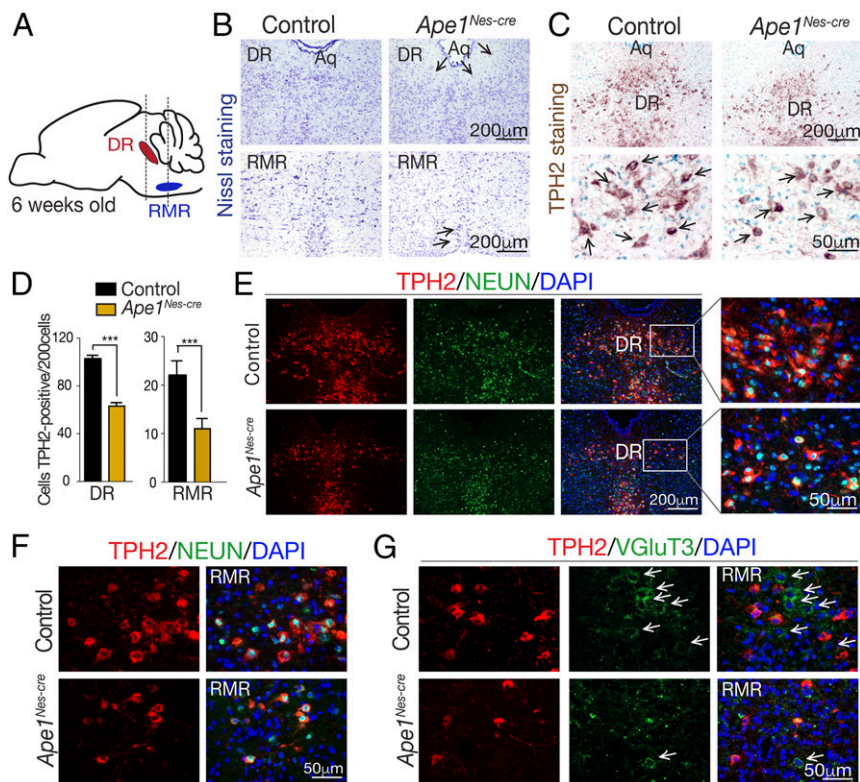 A
DR
RMR
6 weeks old
B
Control
Ape1Nes-cre
Nissl staining
DR
Aq
DR
Aq
200μm
RMR
RMR
200μm
C
Control
Ape1Nes-cre
TPH2 staining
Aq
DR
Aq
DR
200μm
50μm
D
Control
Ape1Nes-cre
Cells TPH2-positive/200cells
120
90
60
30
0
***
DR
30
20
10
0
***
RMR
E
TPH2/NEUN/DAPI
Control
DR
Ape1Nes-cre
DR
200μm
50μm
F
TPH2/NEUN/DAPI
Control
RMR
Ape1Nes-cre
RMR
50μm
G
TPH2/VGluT3/DAPI
Control
RMR
Ape1Nes-cre
RMR
50μm